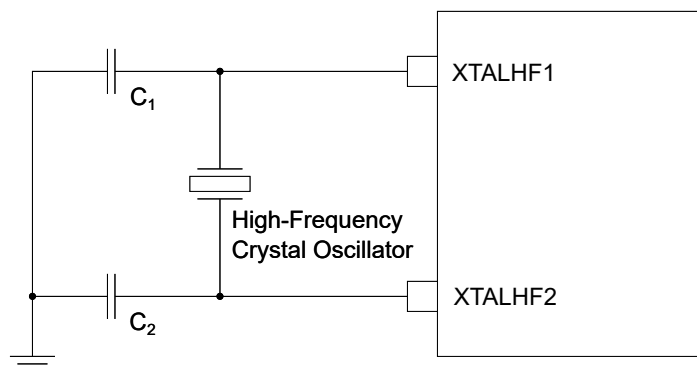 XTALHF1
C₁
High-Frequency
Crystal Oscillator
XTALHF2
C₂